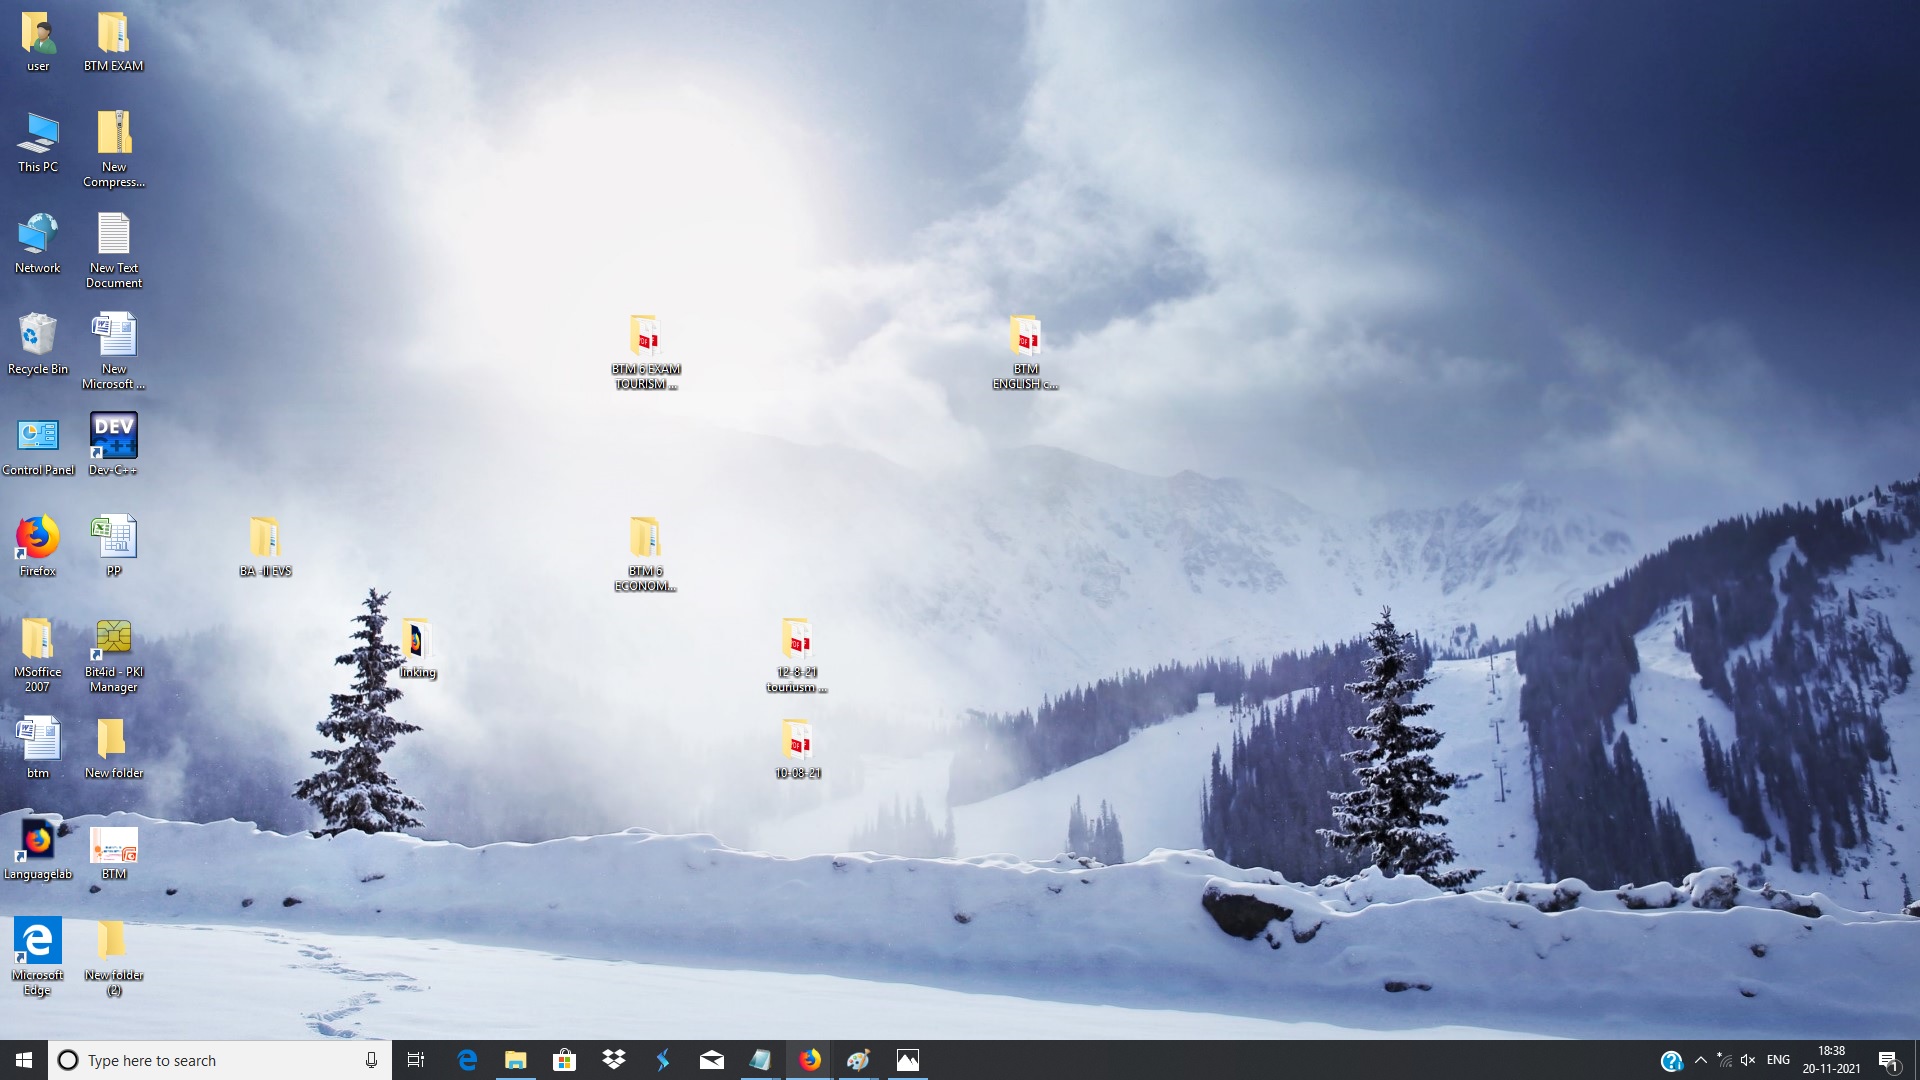 user
BTM EXAM
This PC
New
Compress...
Network
New Text
Document
Recycle Bin
New
Microsoft ...
Control Panel
DEV
C++
Dev-C++
Firefox
PP
MSoffice
2007
Bit4id - PKI
Manager
btm
New folder
Languagelab
BTM
Microsoft
Edge
New folder
(2)
BA -II EVS
linking
BTM 6 EXAM
TOURISM ...
BTM 6
ECONOM...
12-8-21
touriusm ...
10-08-21
BTM
ENGLISH c...
Type here to search
ENG
18:38
20-11-2021
1